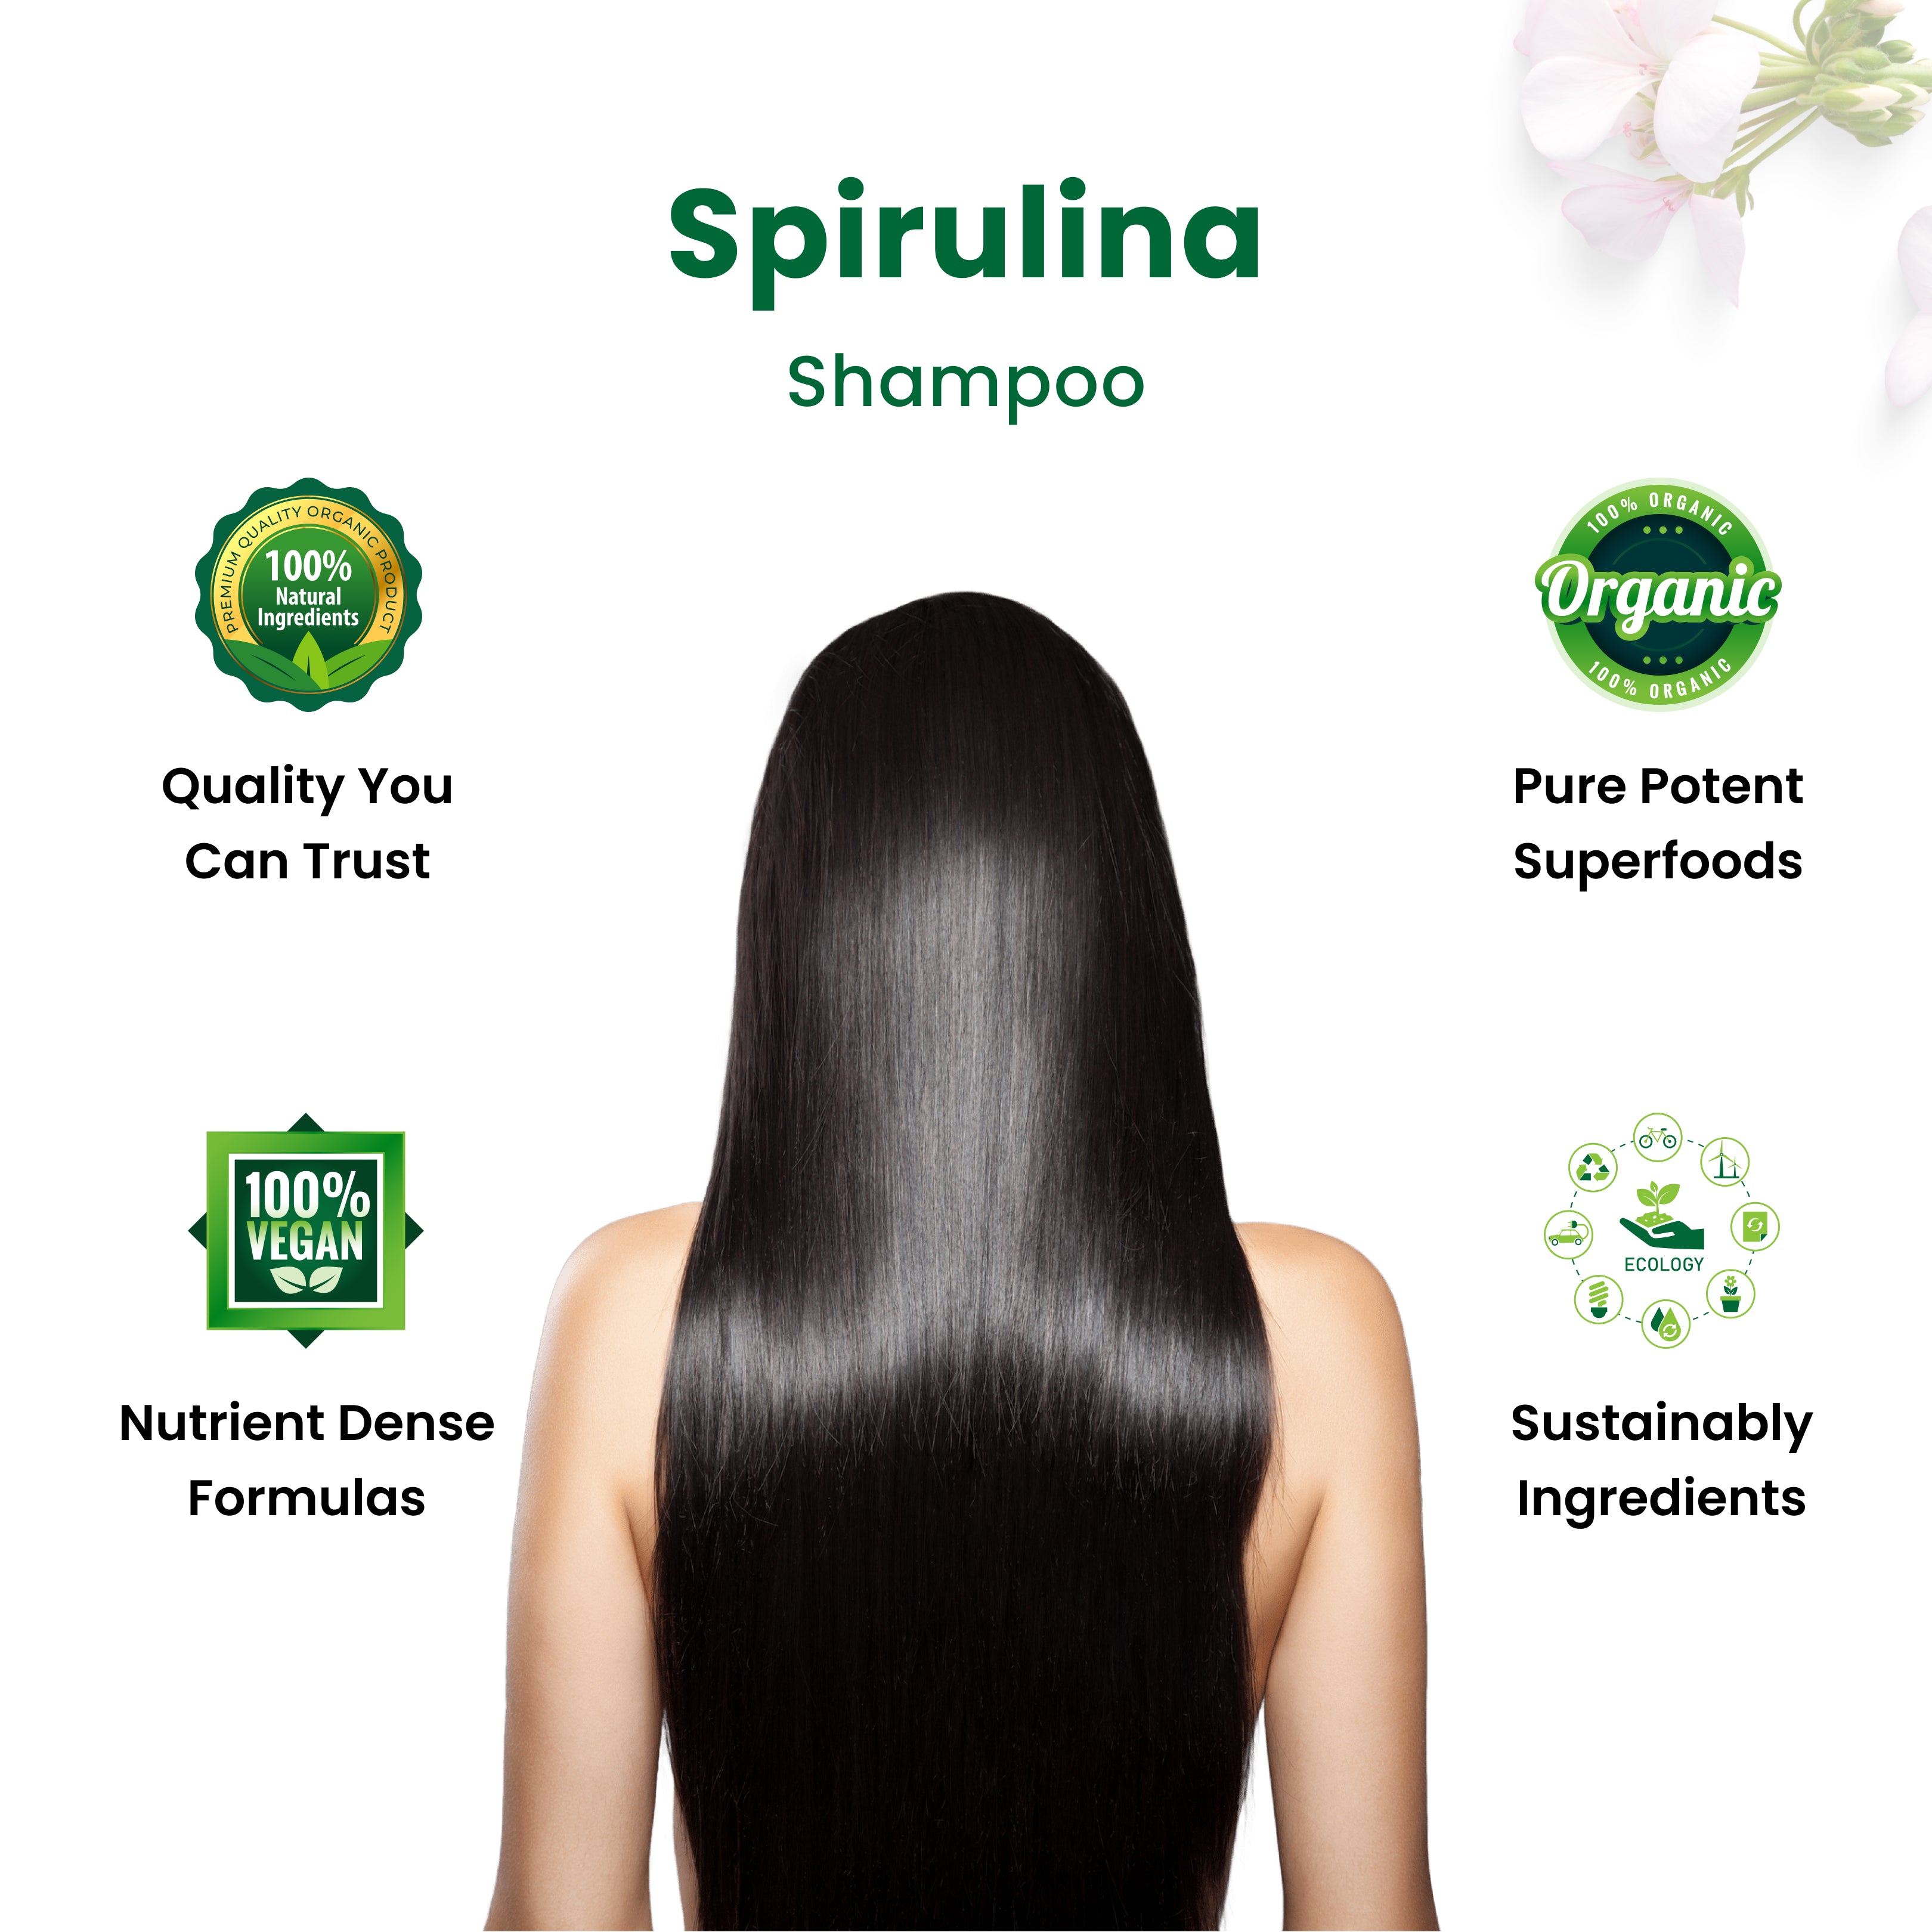 Spirulina
Shampoo
PREMIUM QUALITY ORGANIC PRODUCT
100%
Natural
Ingredients
Quality You
Can Trust
100% ORGANIC
Organic
100% ORGANIC
Pure Potent
Superfoods
100%
VEGAN
Nutrient Dense
Formulas
ECOLOGY
Sustainably
Ingredients